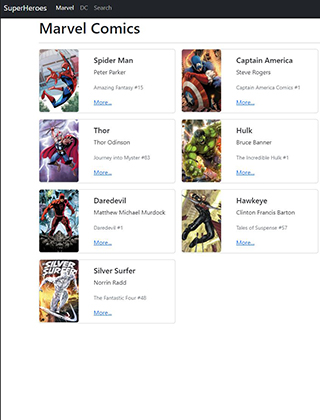 SuperHeroes Marvel DC Search
Marvel Comics
Spider Man
Peter Parker
Amazing Fantasy #15
More...
Captain America
Steve Rogers
Captain America Comics #1
More...
Thor
Thor Odinson
Journey into Myster #83
More...
Hulk
Bruce Banner
The Incredible Hulk #1
More...
Daredevil
Matthew Michael Murdock
Daredevil #1
More...
Hawkeye
Clinton Francis Barton
Tales of Suspense #57
More...
SILVER
SURFER
Silver Surfer
Norrin Radd
The Fantastic Four #48
More...